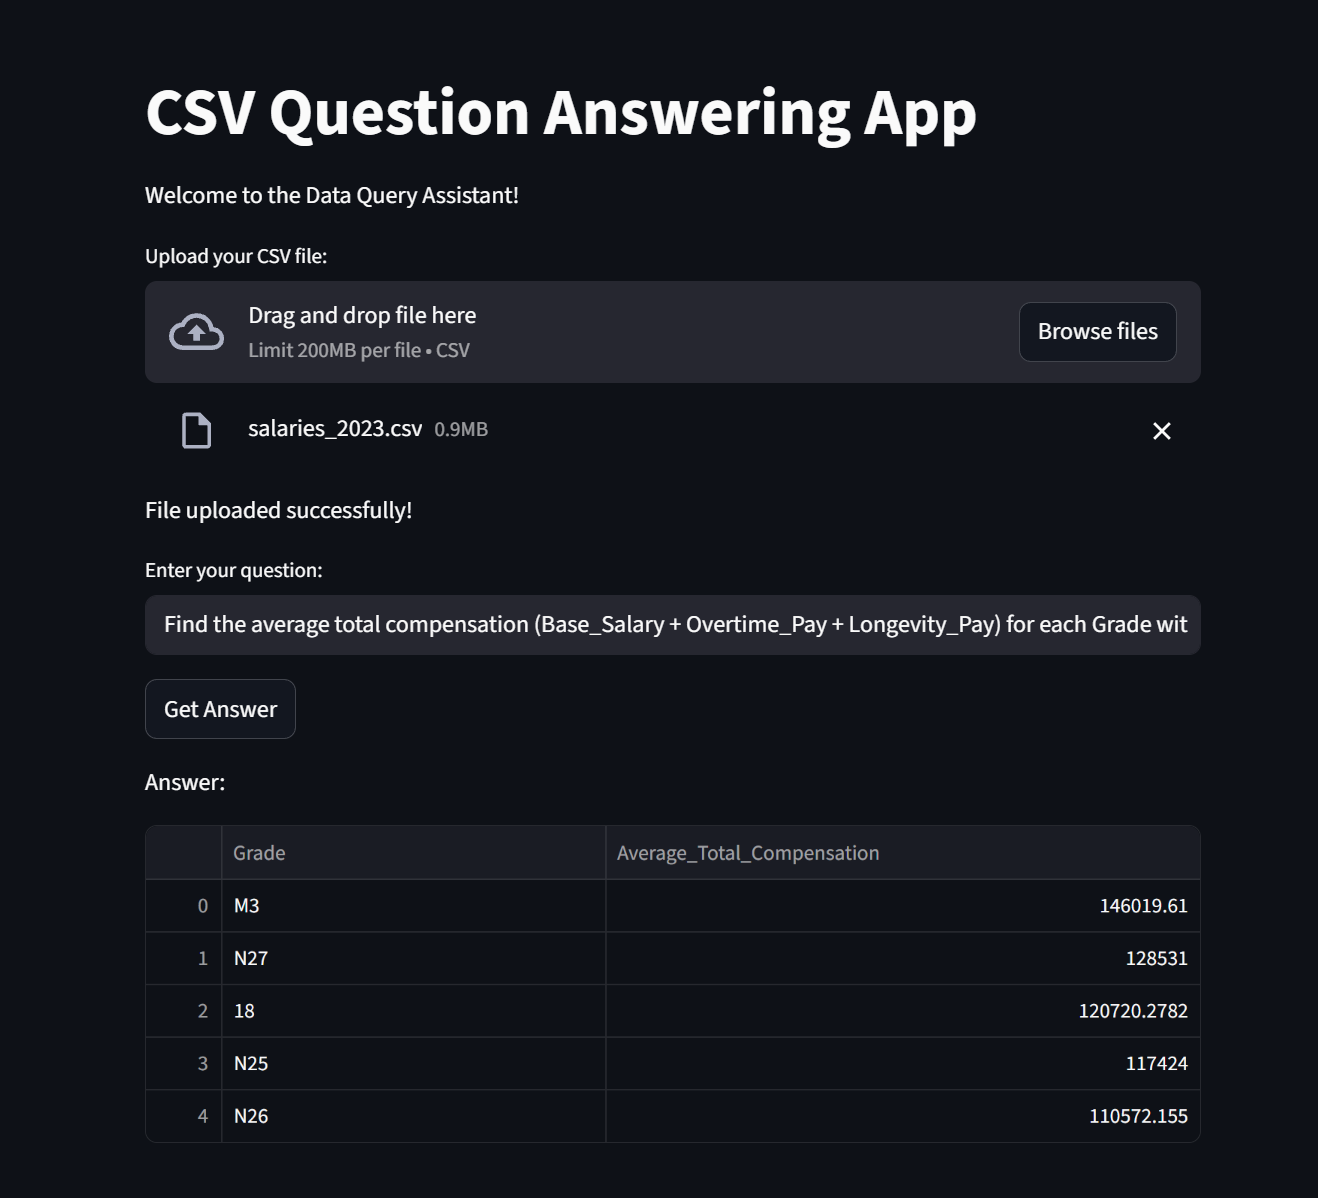 CSV Question Answering App
Welcome to the Data Query Assistant!
Upload your CSV file:
Drag and drop file here
Limit 200MB per file • CSV
Browse files
salaries_2023.csv 0.9MB
File uploaded successfully!
Enter your question:
Find the average total compensation (Base_Salary + Overtime_Pay + Longevity_Pay) for each Grade wit
Get Answer
Answer:
Grade Average_Total_Compensation
0 M3 146019.61
1 N27 128531
2 18 120720.2782
3 N25 117424
4 N26 110572.155